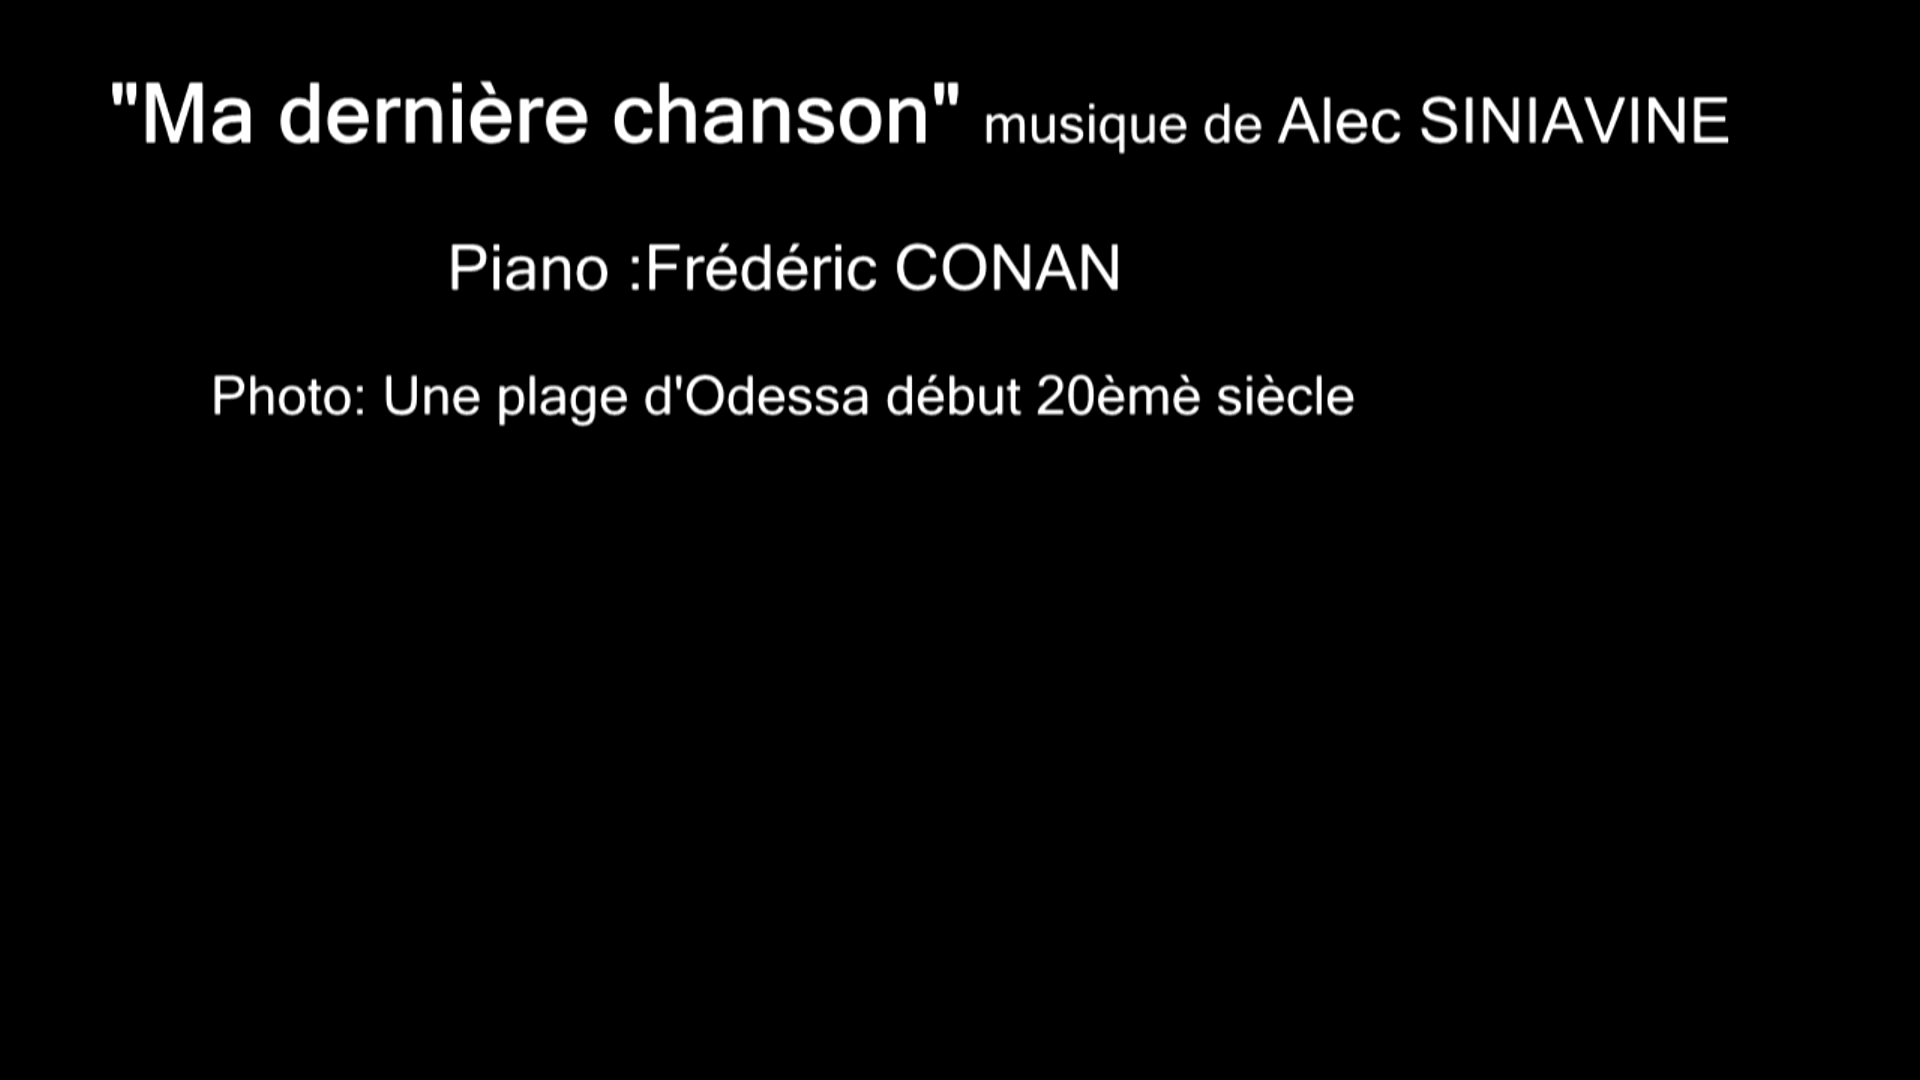 "Ma dernière chanson" musique de Alec SINIAVINE
Piano :Frédéric CONAN
Photo: Une plage d'Odessa début 20èmè siècle